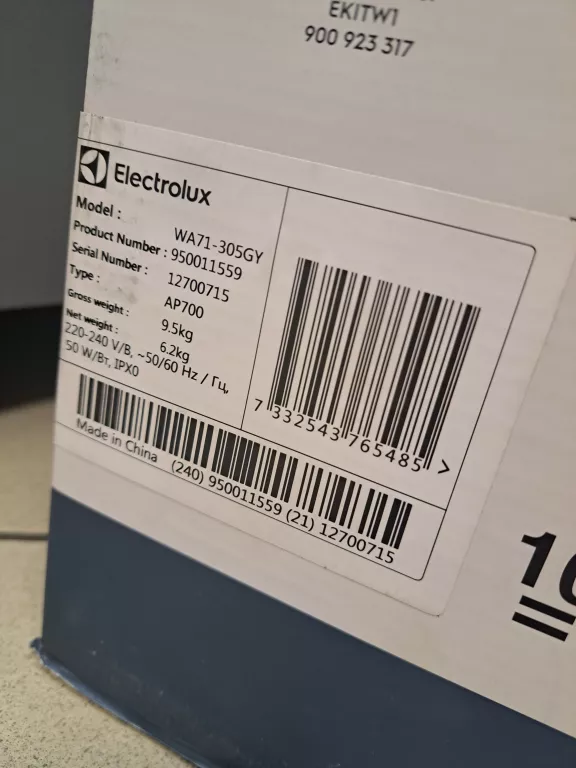 EKITW1
900 923 317
Electrolux
Model : WA71-305GY
Product Number : 950011559
Serial Number : 12700715
Type : AP700
Gross weight : 9.5kg
Net weight : 6.2kg
220-240 V/B, ~50/60 Hz / Гц,
50 W/Вт, IPX0
7 332543 765485 >
Made in China
(240) 950011559 (21) 12700715